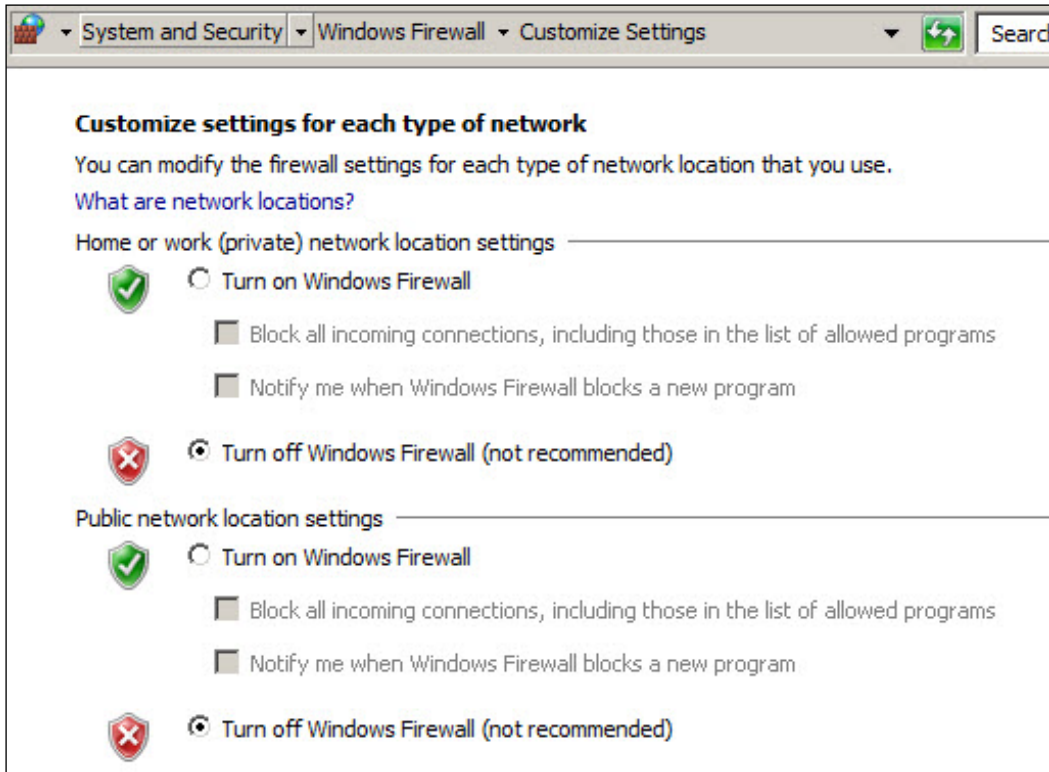 System and Security Windows Firewall Customize Settings Search
Customize settings for each type of network
You can modify the firewall settings for each type of network location that you use.
What are network locations?
Home or work (private) network location settings
Turn on Windows Firewall
Block all incoming connections, including those in the list of allowed programs
Notify me when Windows Firewall blocks a new program
Turn off Windows Firewall (not recommended)
Public network location settings
Turn on Windows Firewall
Block all incoming connections, including those in the list of allowed programs
Notify me when Windows Firewall blocks a new program
Turn off Windows Firewall (not recommended)